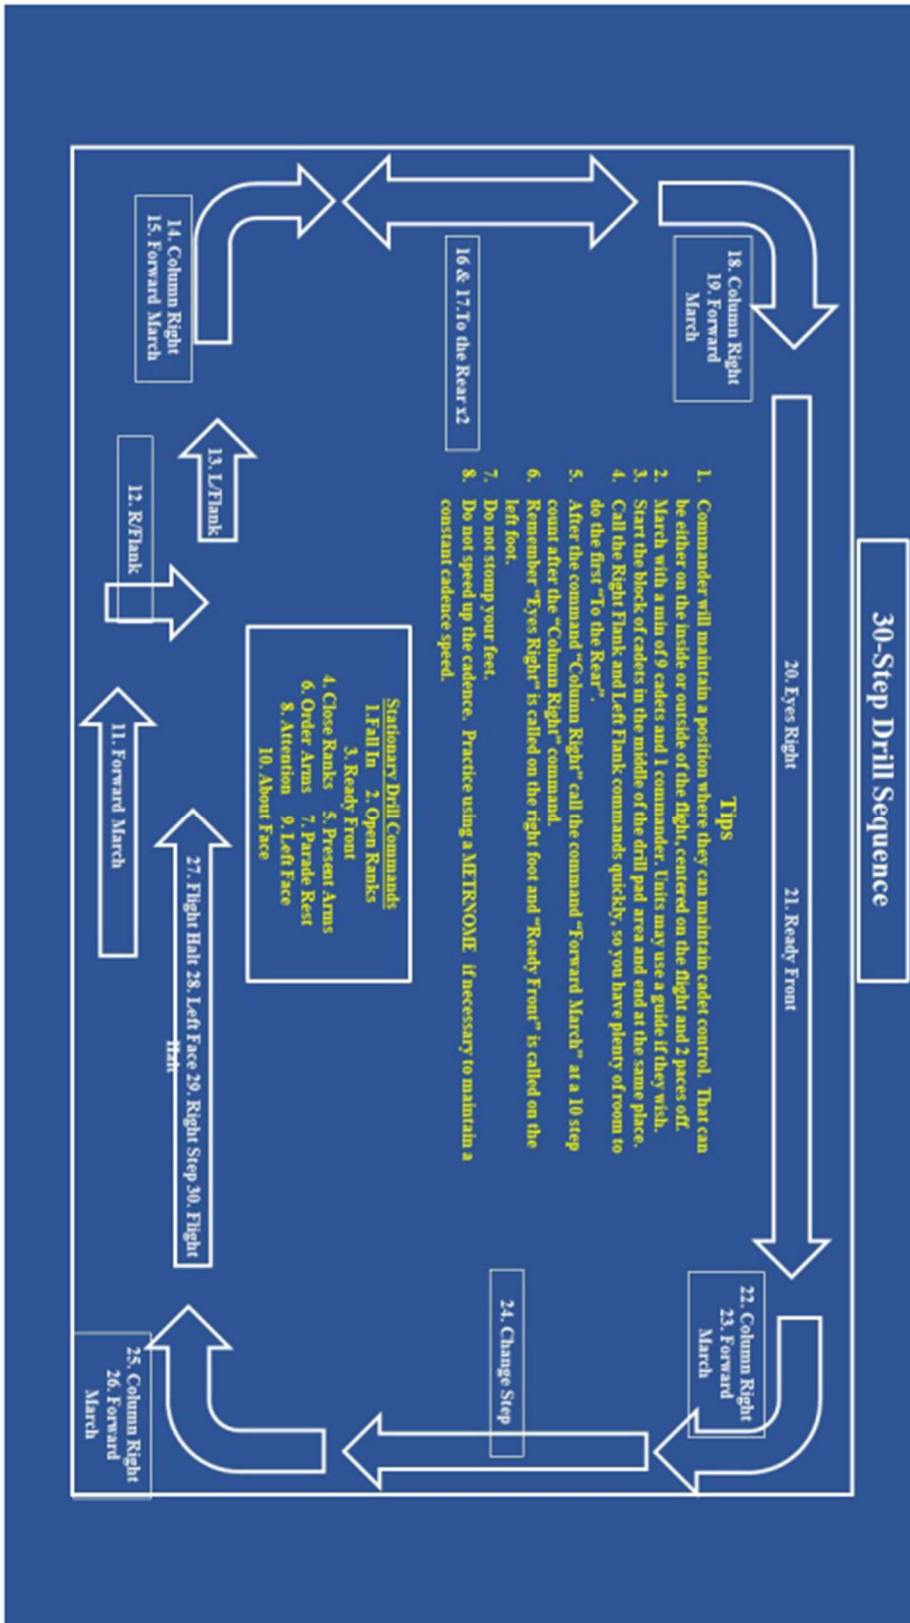 30-Step Drill Sequence
20. Eyes Right
21. Ready Front
18. Column Right
19. Forward
March
22. Column Right
23. Forward
March
Tips
1. Commander will maintain a position where they can maintain cadet control. That can
be either on the inside or outside of the flight, centered on the flight and 2 paces off.
2. March with a min of 9 cadets and 1 commander. Units may use a guide if they wish.
3. Start the block of cadets in the middle of the drill pad area and end at the same place.
4. Call the Right Flank and Left Flank commands quickly, so you have plenty of room to
do the first "To the Rear".
5. After the command "Column Right" call the command "Forward March" at a 10 step
count after the "Column Right" command.
6. Remember "Eyes Right" is called on the right foot and "Ready Front" is called on the
left foot.
7. Do not stomp your feet.
8. Do not speed up the cadence. Practice using a METRNOME if necessary to maintain a
constant cadence speed.
16 & 17.To the Rear x2
24. Change Step
Stationary Drill Commands
1.Fall In 2. Open Ranks
3. Ready Front
4. Close Ranks 5. Present Arms
6. Order Arms 7. Parade Rest
8. Attention 9. Left Face
10. About Face
14. Column Right
15. Forward March
13. L/Flank
12. R/Flank
11. Forward March
27. Flight Halt 28. Left Face 29. Right Step 30. Flight
Halt
25. Column Right
26. Forward
March